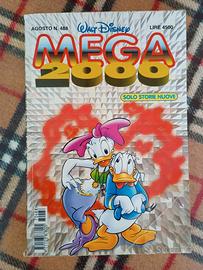 AGOSTO N. 488
WALT DISNEY
LIRE 4500
MEGA
2000
SOLO STORIE NUOVE